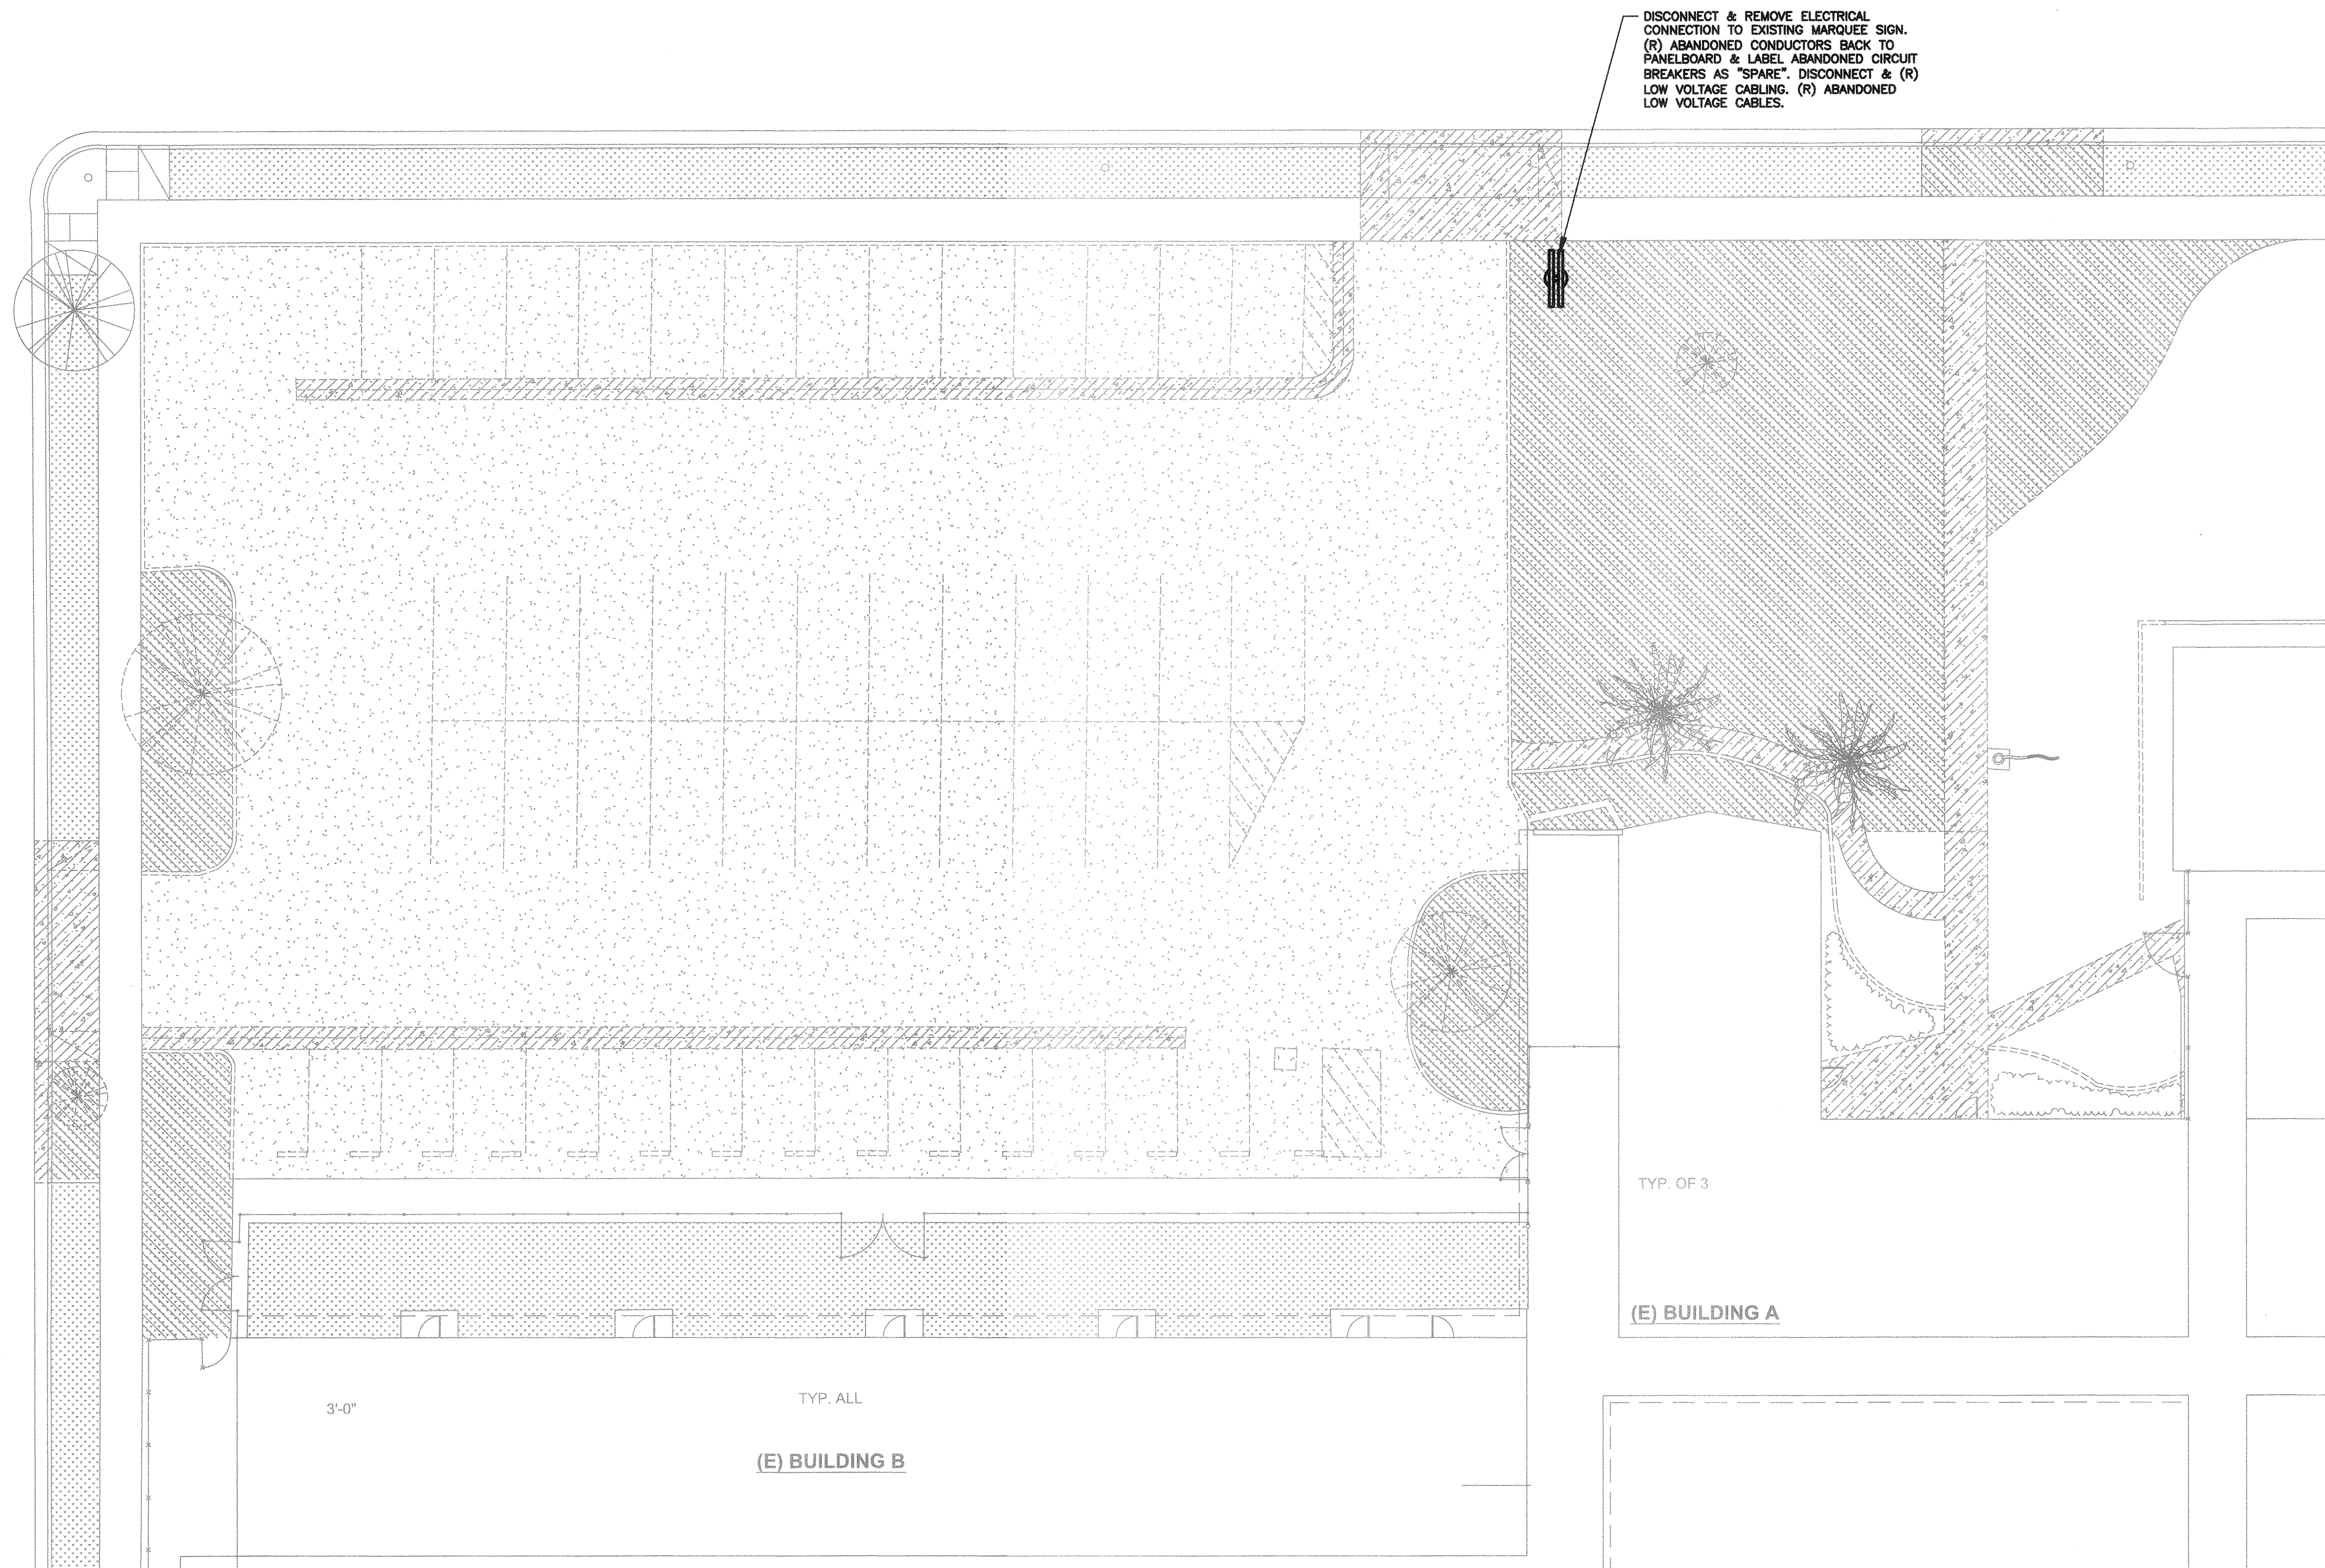 DISCONNECT & REMOVE ELECTRICAL
CONNECTION TO EXISTING MARQUEE SIGN.
(R) ABANDONED CONDUCTORS BACK TO
PANELBOARD & LABEL ABANDONED CIRCUIT
BREAKERS AS "SPARE". DISCONNECT & (R)
LOW VOLTAGE CABLING. (R) ABANDONED
LOW VOLTAGE CABLES.
TYP. OF 3
(E) BUILDING A
TYP. ALL
3'-0"
(E) BUILDING B